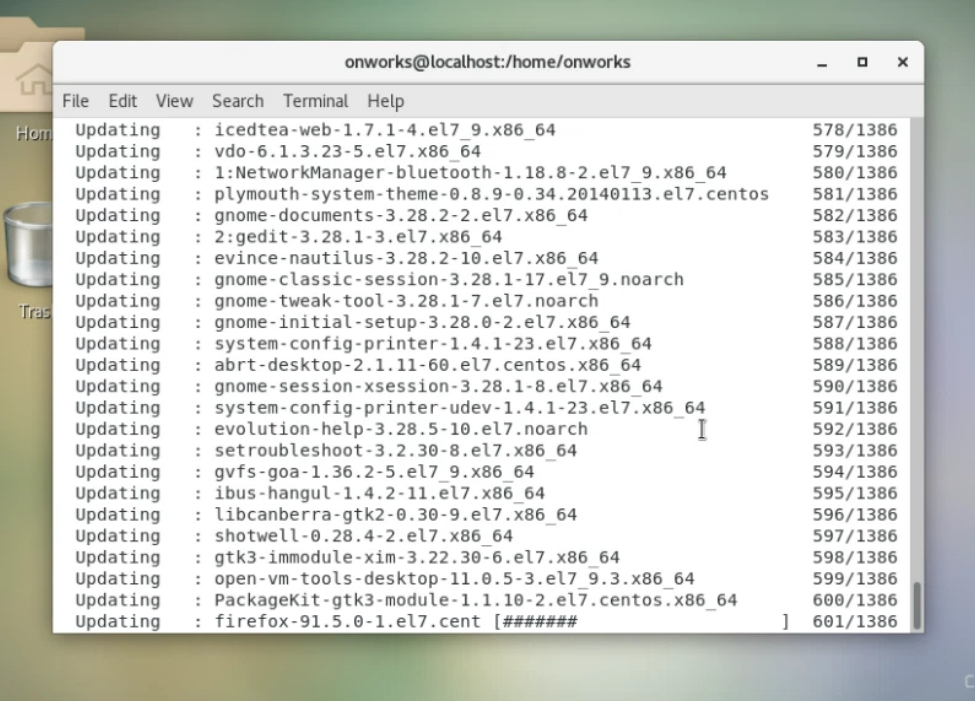 onworks@localhost:/home/onworks
File Edit View Search Terminal Help
Updating : icedtea-web-1.7.1-4.el7_9.x86_64 578/1386
Updating : vdo-6.1.3.23-5.el7.x86_64 579/1386
Updating : 1:NetworkManager-bluetooth-1.18.8-2.el7_9.x86_64 580/1386
Updating : plymouth-system-theme-0.8.9-0.34.20140113.el7.centos 581/1386
Updating : gnome-documents-3.28.2-2.el7.x86_64 582/1386
Updating : 2:gedit-3.28.1-3.el7.x86_64 583/1386
Updating : evince-nautilus-3.28.2-10.el7.x86_64 584/1386
Updating : gnome-classic-session-3.28.1-17.el7_9.noarch 585/1386
Updating : gnome-tweak-tool-3.28.1-7.el7.noarch 586/1386
Updating : gnome-initial-setup-3.28.0-2.el7.x86_64 587/1386
Updating : system-config-printer-1.4.1-23.el7.x86_64 588/1386
Updating : abrt-desktop-2.1.11-60.el7.centos.x86_64 589/1386
Updating : gnome-session-xsession-3.28.1-8.el7.x86_64 590/1386
Updating : system-config-printer-udev-1.4.1-23.el7.x86_64 591/1386
Updating : evolution-help-3.28.5-10.el7.noarch 592/1386
Updating : setroubleshoot-3.2.30-8.el7.x86_64 593/1386
Updating : gvfs-goa-1.36.2-5.el7_9.x86_64 594/1386
Updating : ibus-hangul-1.4.2-11.el7.x86_64 595/1386
Updating : libcanberra-gtk2-0.30-9.el7.x86_64 596/1386
Updating : shotwell-0.28.4-2.el7.x86_64 597/1386
Updating : gtk3-immodule-xim-3.22.30-6.el7.x86_64 598/1386
Updating : open-vm-tools-desktop-11.0.5-3.el7_9.3.x86_64 599/1386
Updating : PackageKit-gtk3-module-1.1.10-2.el7.centos.x86_64 600/1386
Updating : firefox-91.5.0-1.el7.cent [####### ] 601/1386
Hom
Tras